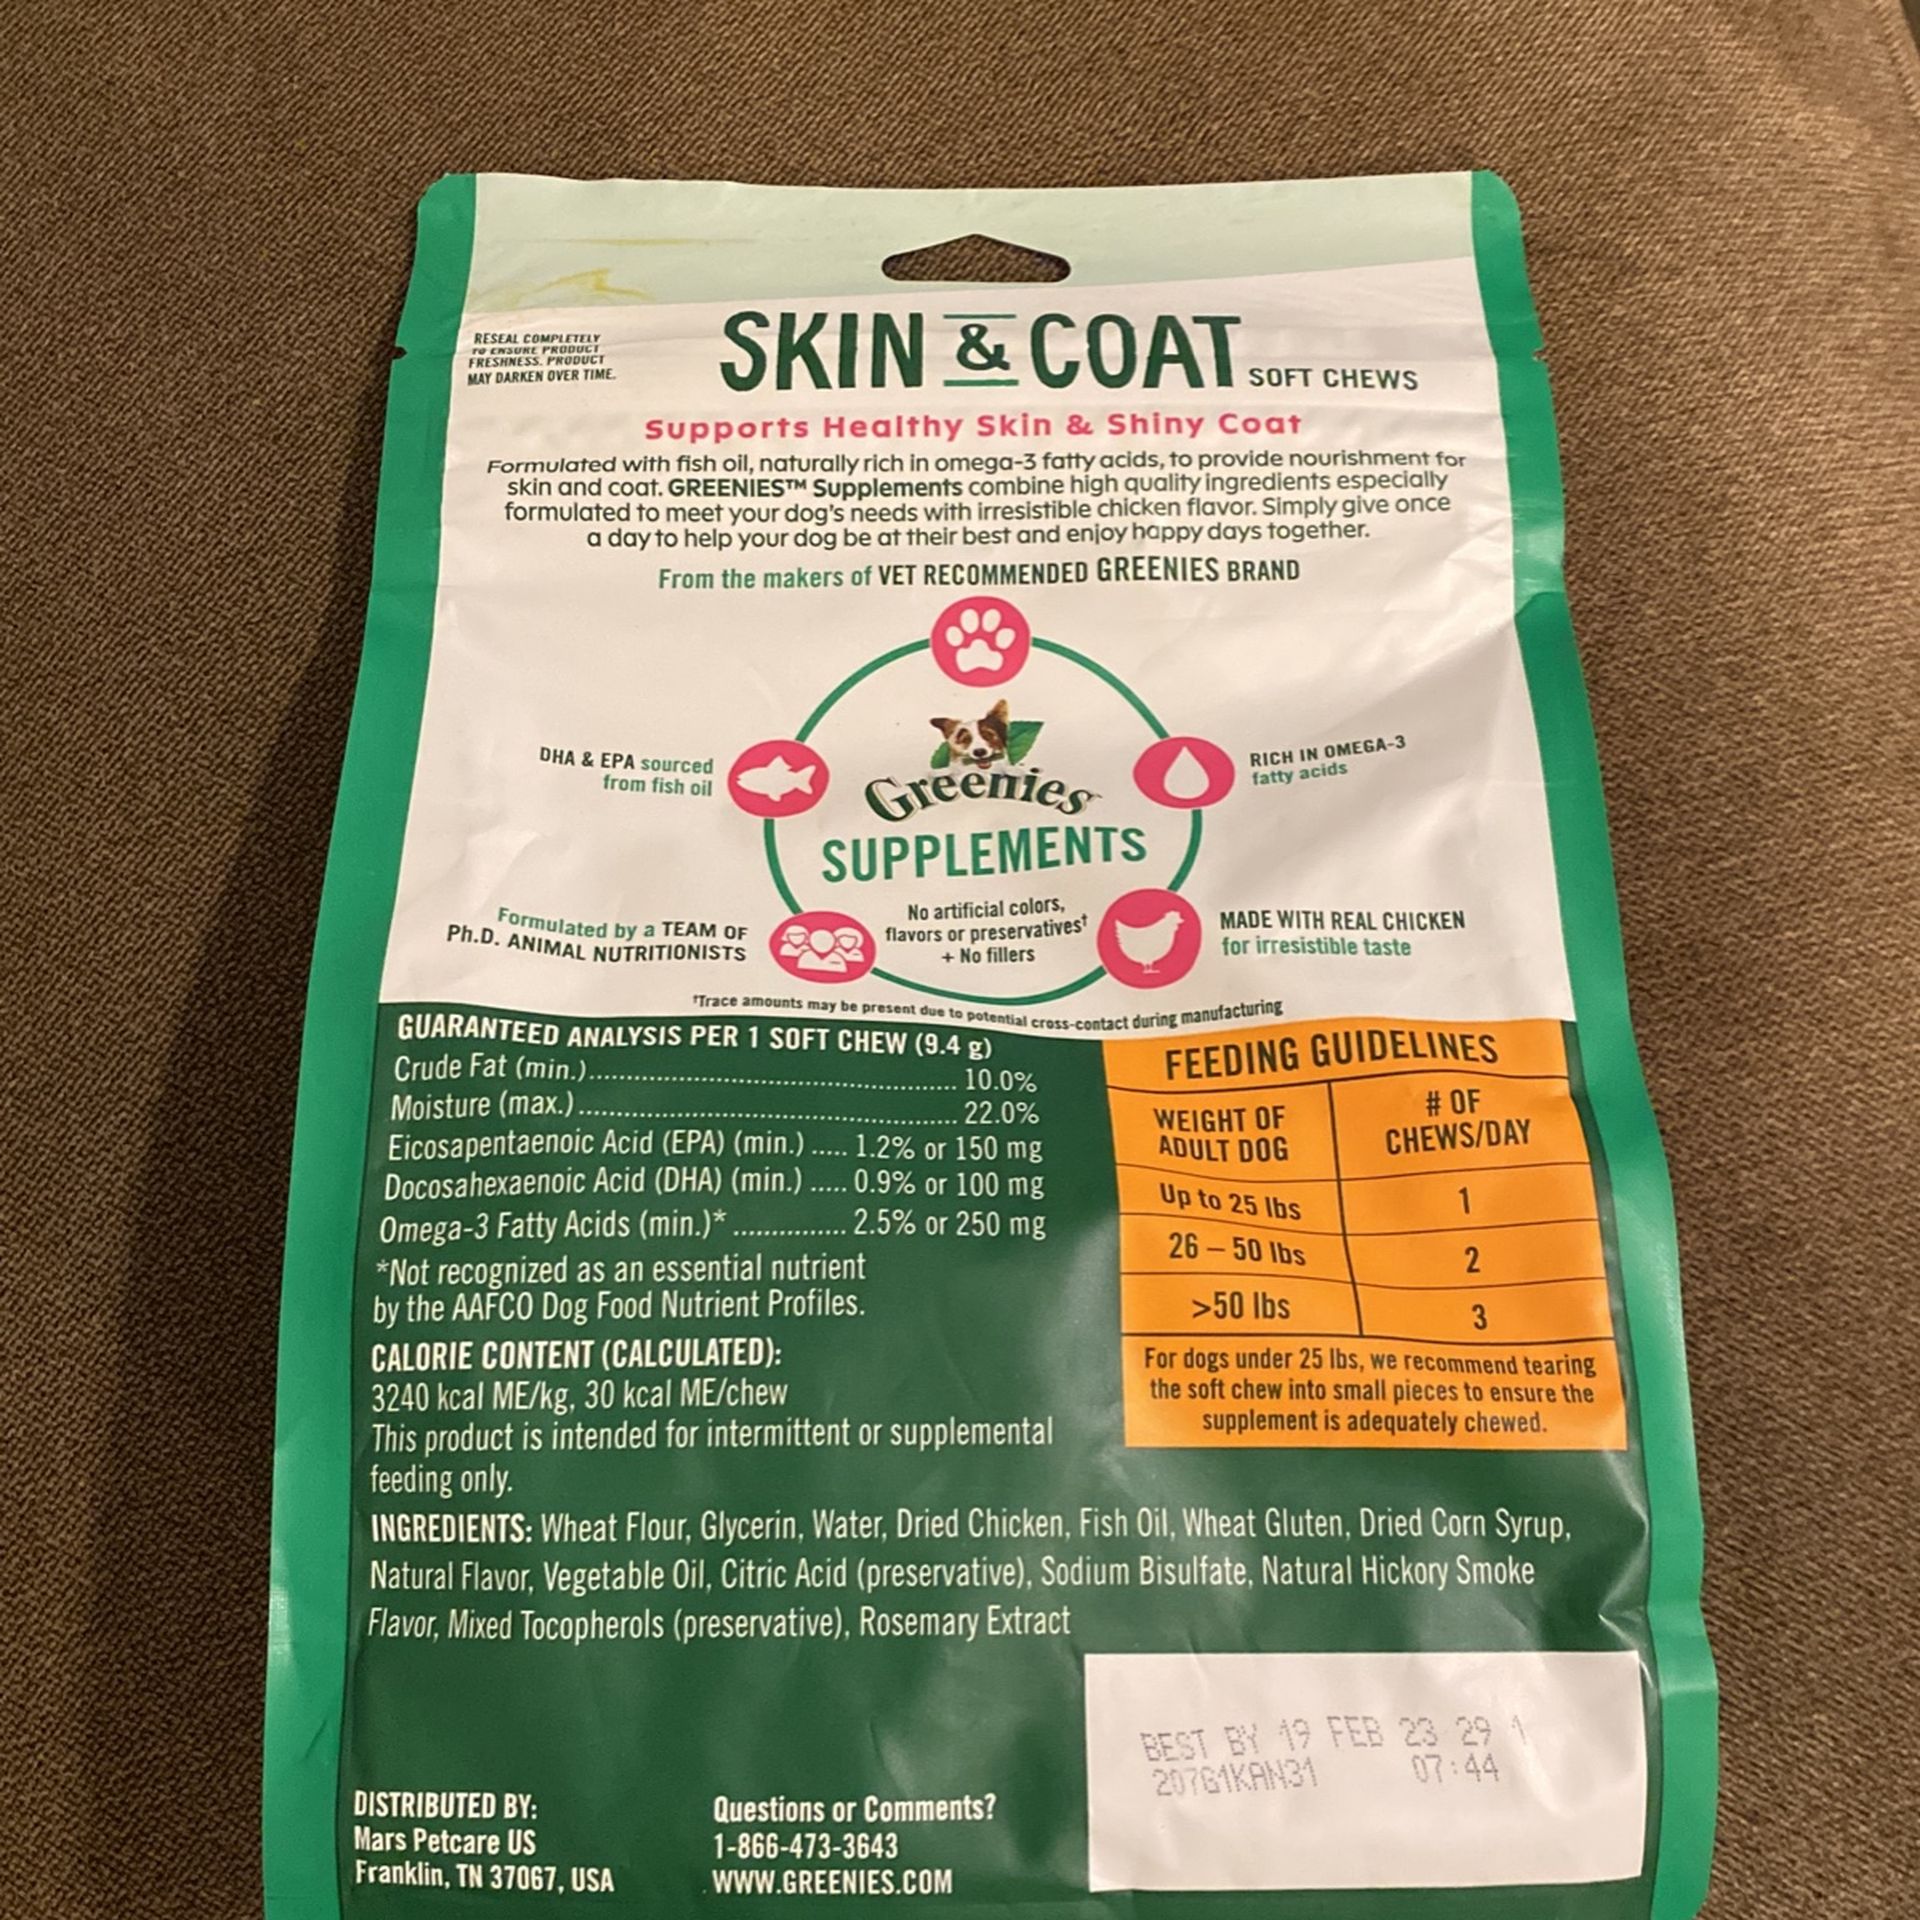 RESEAL COMPLETELY
TO ENSURE PRODUCT
FRESHNESS. PRODUCT
MAY DARKEN OVER TIME.
SKIN & COAT SOFT CHEWS
Supports Healthy Skin & Shiny Coat
Formulated with fish oil, naturally rich in omega-3 fatty acids, to provide nourishment for
skin and coat. GREENIES™ Supplements combine high quality ingredients especially
formulated to meet your dog's needs with irresistible chicken flavor. Simply give once
a day to help your dog be at their best and enjoy happy days together.
From the makers of VET RECOMMENDED GREENIES BRAND
DHA & EPA sourced
from fish oil
RICH IN OMEGA-3
fatty acids
Greenies
SUPPLEMENTS
No artificial colors,
flavors or preservatives†
+ No fillers
Formulated by a TEAM OF
Ph.D. ANIMAL NUTRITIONISTS
MADE WITH REAL CHICKEN
for irresistible taste
†Trace amounts may be present due to potential cross-contact during manufacturing
GUARANTEED ANALYSIS PER 1 SOFT CHEW (9.4 g)
Crude Fat (min.) 10.0%
Moisture (max.) 22.0%
Eicosapentaenoic Acid (EPA) (min.) ..... 1.2% or 150 mg
Docosahexaenoic Acid (DHA) (min.) ..... 0.9% or 100 mg
Omega-3 Fatty Acids (min.)* ............... 2.5% or 250 mg
*Not recognized as an essential nutrient
by the AAFCO Dog Food Nutrient Profiles.
CALORIE CONTENT (CALCULATED):
3240 kcal ME/kg, 30 kcal ME/chew
This product is intended for intermittent or supplemental
feeding only.
FEEDING GUIDELINES
WEIGHT OF
ADULT DOG
# OF
CHEWS/DAY
Up to 25 lbs 1
26 – 50 lbs 2
>50 lbs 3
For dogs under 25 lbs, we recommend tearing
the soft chew into small pieces to ensure the
supplement is adequately chewed.
INGREDIENTS: Wheat Flour, Glycerin, Water, Dried Chicken, Fish Oil, Wheat Gluten, Dried Corn Syrup,
Natural Flavor, Vegetable Oil, Citric Acid (preservative), Sodium Bisulfate, Natural Hickory Smoke
Flavor, Mixed Tocopherols (preservative), Rosemary Extract
BEST BY 19 FEB 23 29 1
207G1KAN31 07:44
DISTRIBUTED BY:
Mars Petcare US
Franklin, TN 37067, USA
Questions or Comments?
1-866-473-3643
WWW.GREENIES.COM